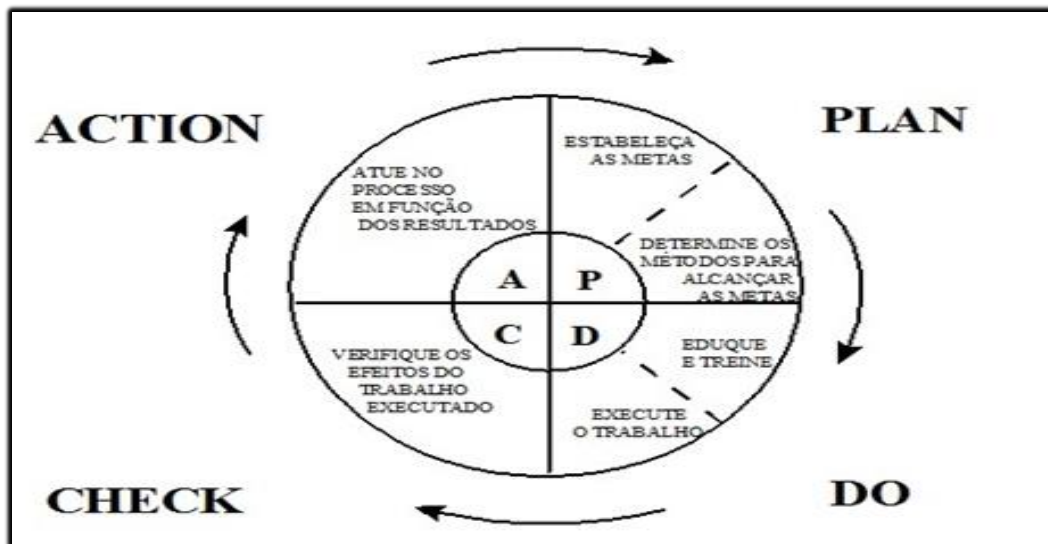 ACTION
PLAN
ESTABELEÇA
AS METAS
ATUE NO
PROCESSO
EM FUNÇÃO
DOS RESULTADOS
DETERMINE OS
MÉTODOS PARA
ALCANÇAR
AS METAS
A
P
C
D
VERIFIQUE OS
EFEITOS DO
TRABALHO
EXECUTADO
EDUQUE
E TREINE
EXECUTE
O TRABALHO
CHECK
DO